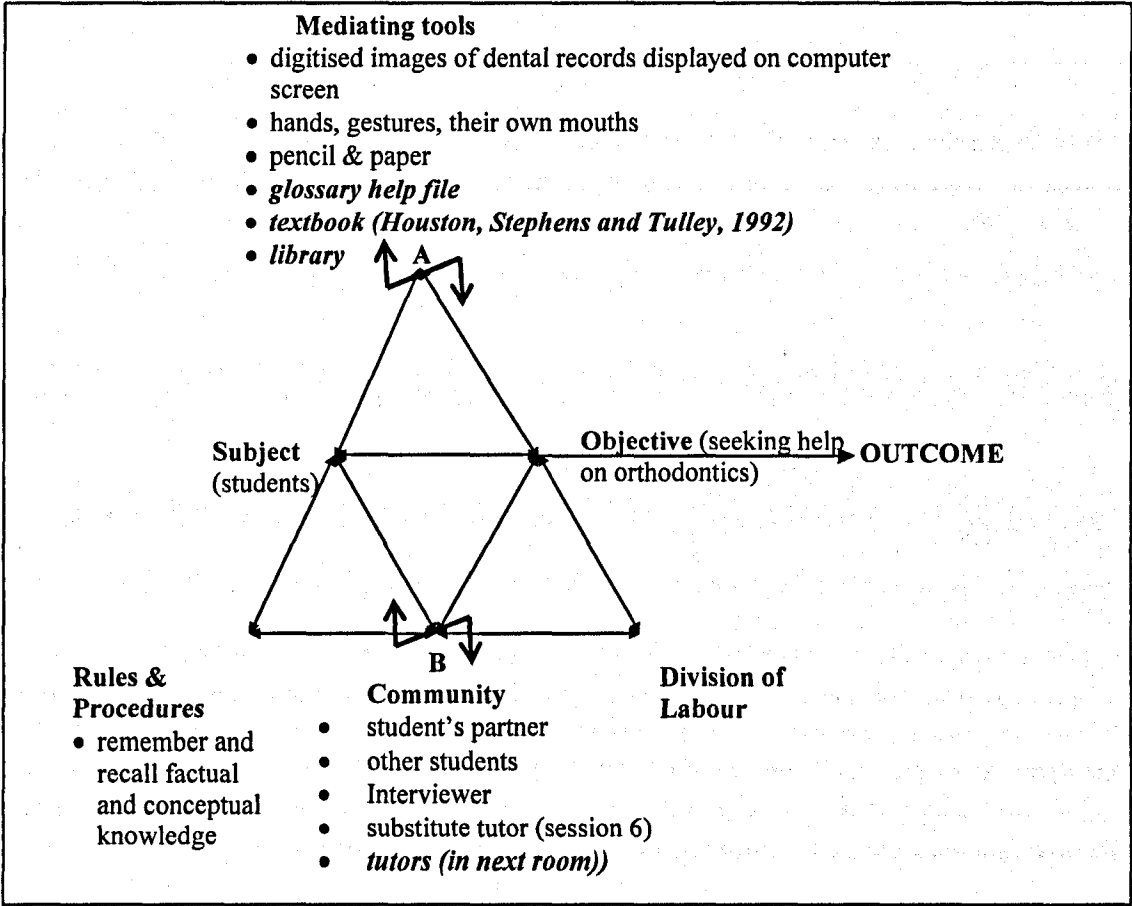 Mediating tools
• digitised images of dental records displayed on computer
screen
• hands, gestures, their own mouths
• pencil & paper
• glossary help file
• textbook (Houston, Stephens and Tulley, 1992)
• library
A
Subject
(students)
Objective (seeking help
on orthodontics)
OUTCOME
B
Rules &
Procedures
• remember and
recall factual
and conceptual
knowledge
Community
• student's partner
• other students
• Interviewer
• substitute tutor (session 6)
• tutors (in next room))
Division of
Labour